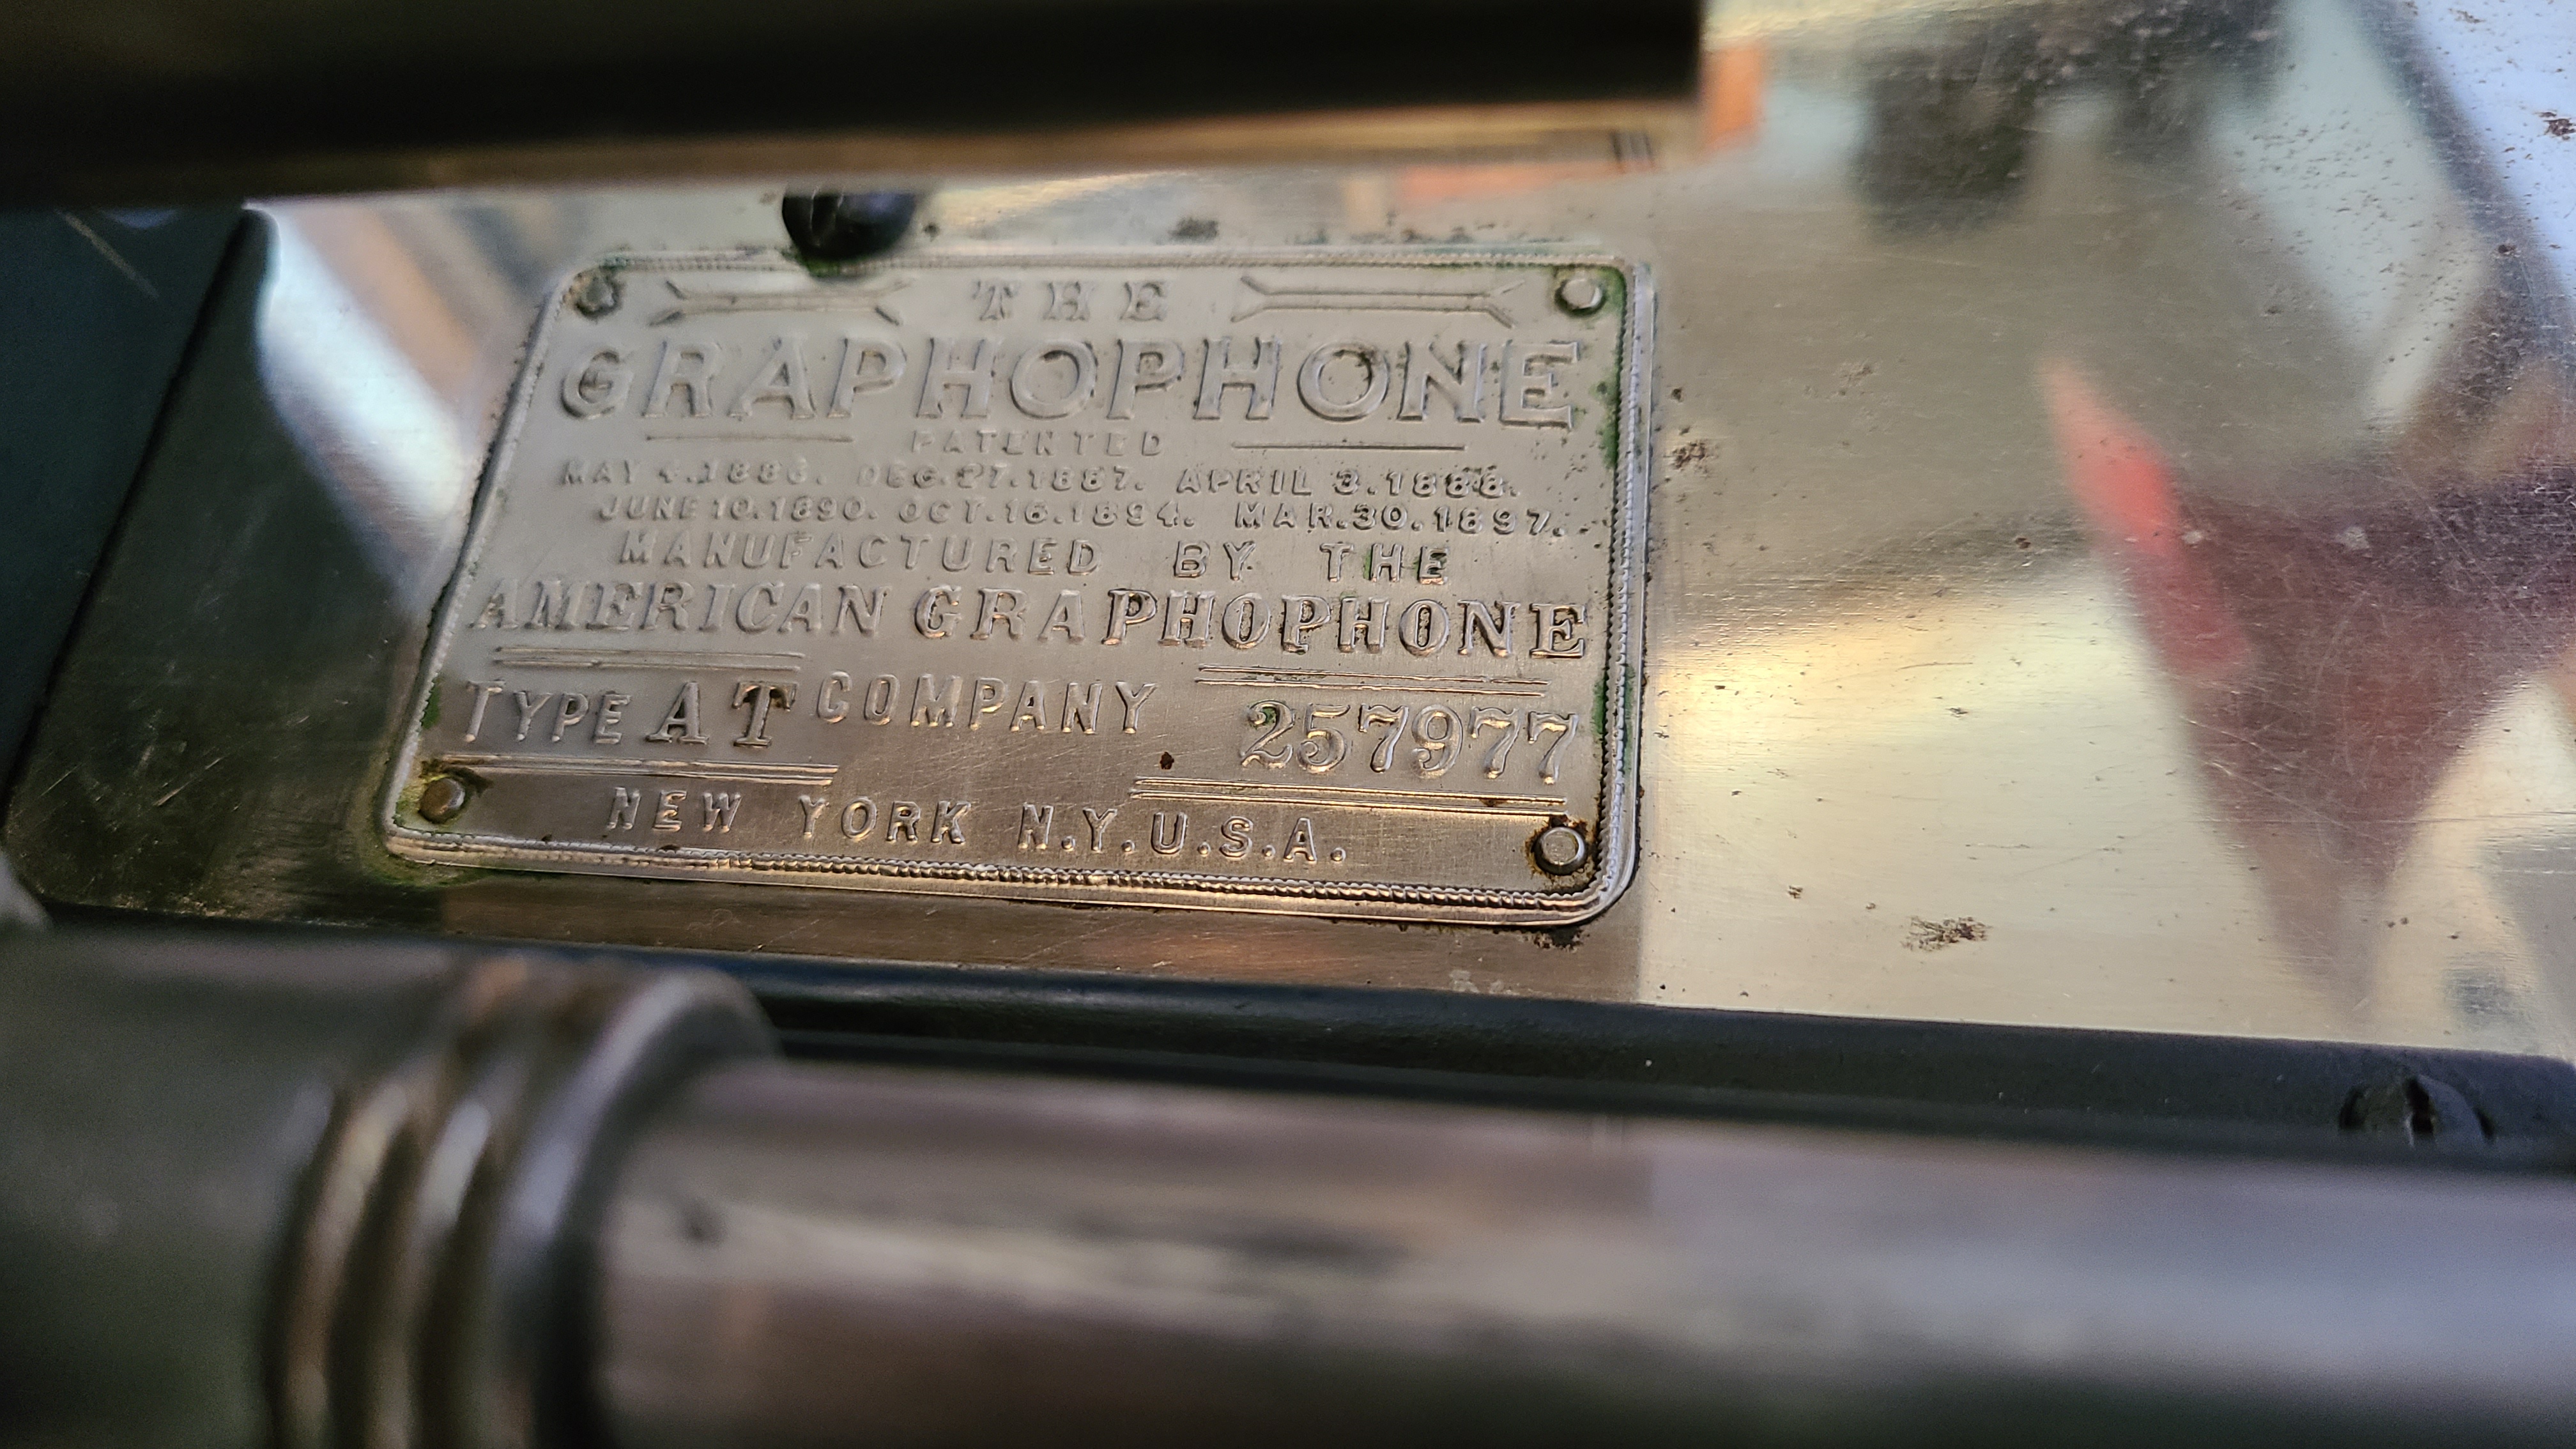 THE
GRAPHOPHONE
PATENTED
MAY 4.1886. DEC.27.1887. APRIL 3.1888.
JUNE 10.1890. OCT.16.1894. MAR.30.1897.
MANUFACTURED BY THE
AMERICAN GRAPHOPHONE
TYPE AT COMPANY 257977
NEW YORK N.Y.U.S.A.